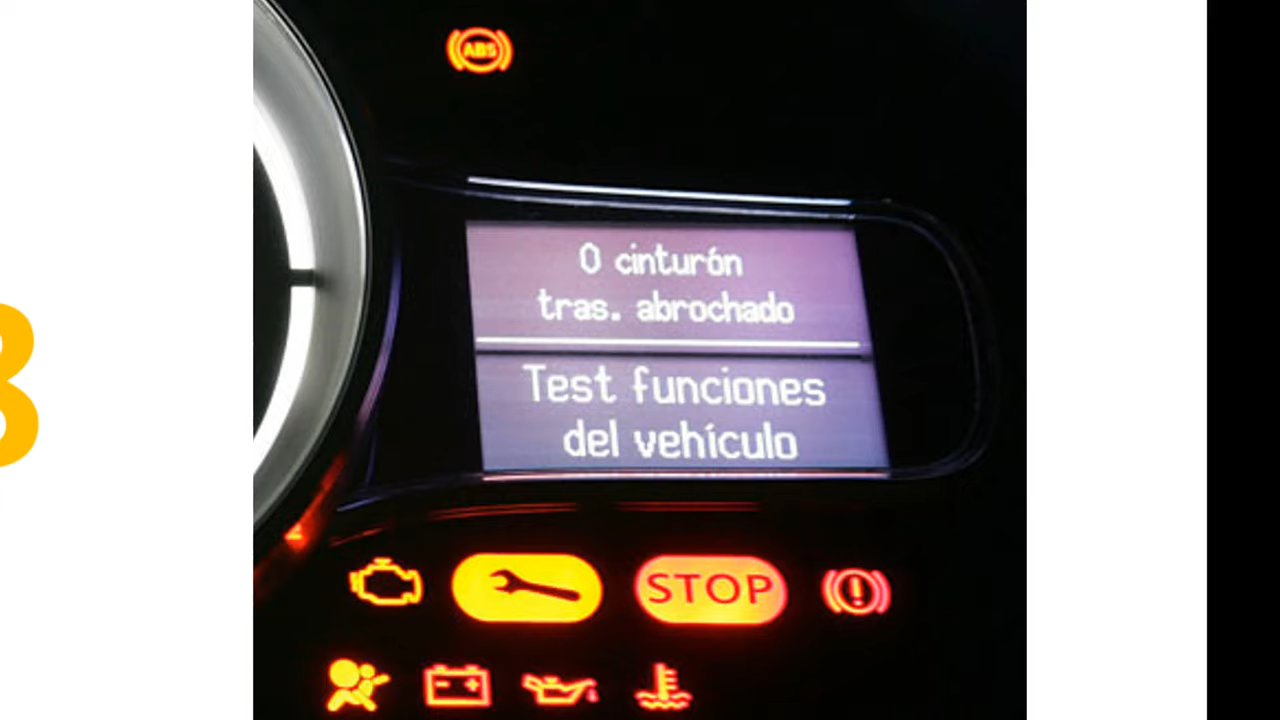 ABS
0 cinturón
tras. abrochado
Test funciones
del vehículo
STOP